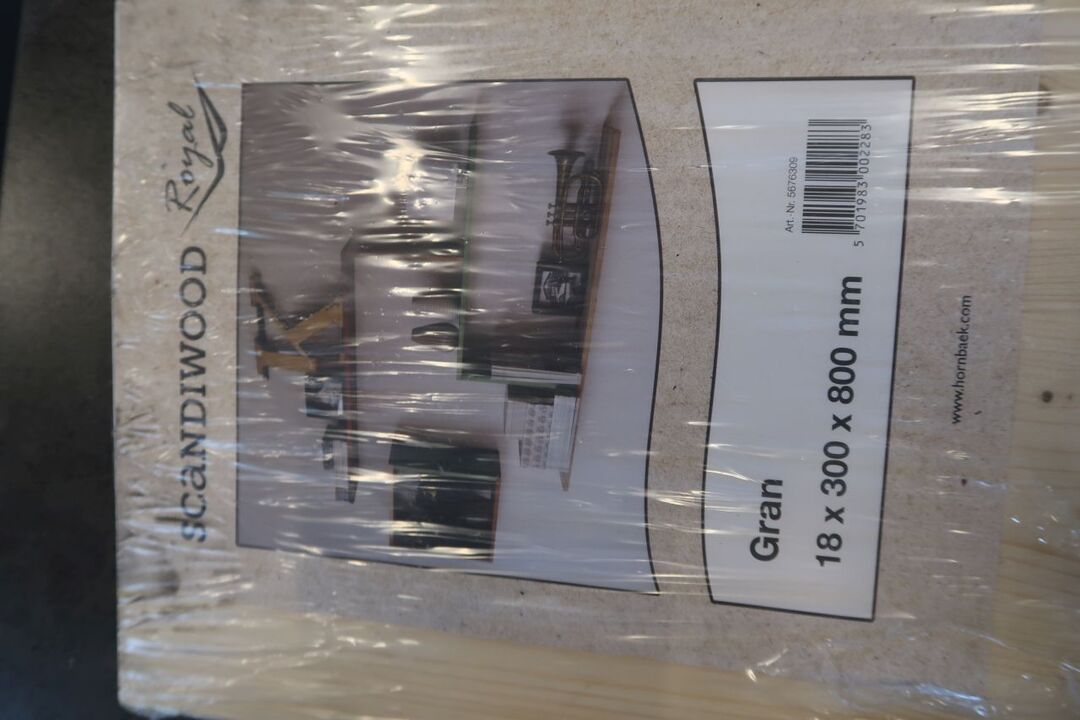 SCANDIWOOD Royal
Gran
18 x 300 x 800 mm
Art. Nr. 5676309
5 701983 002283
www.hornbaek.com